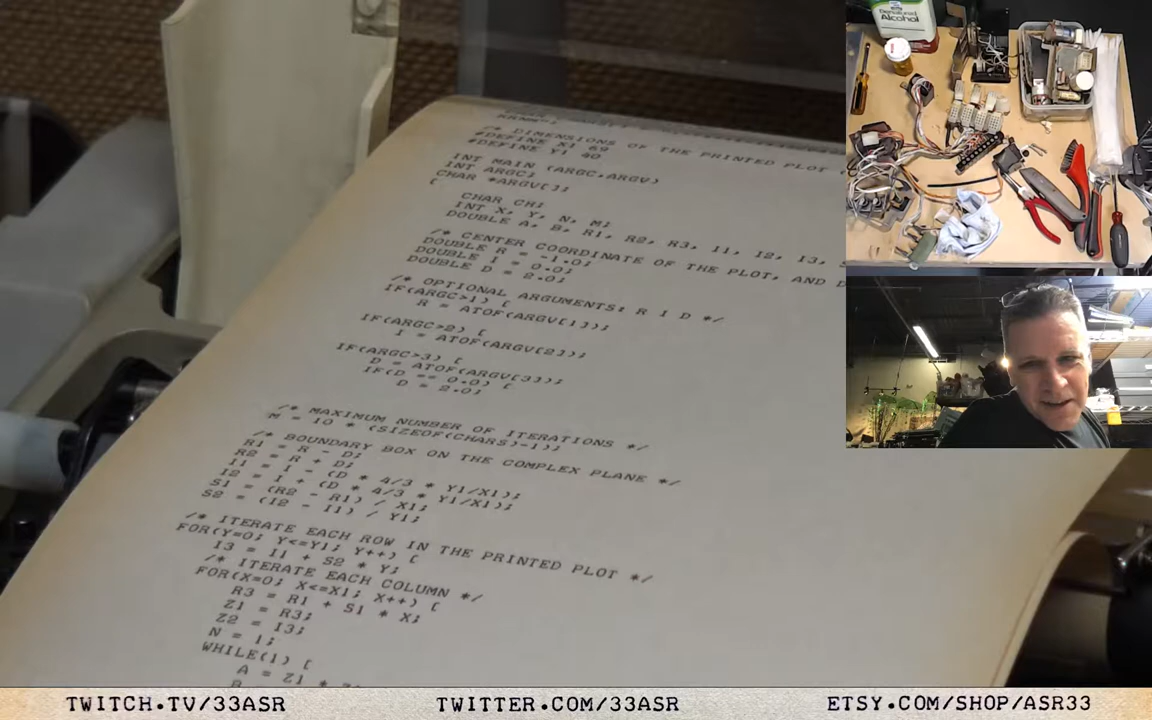 /* DIMENSIONS OF THE PRINTED PLOT
#DEFINE X1 69
#DEFINE Y1 40
INT MAIN (ARGC,ARGV)
INT ARGC;
CHAR *ARGV[];
{
CHAR CH;
INT X, Y, N, M;
DOUBLE A, B, R1, R2, R3, I1, I2, I3,
/* CENTER COORDINATE OF THE PLOT, AND D
DOUBLE R = -1.0;
DOUBLE I = 0.0;
DOUBLE D = 2.0;
/* OPTIONAL ARGUMENTS: R I D */
IF(ARGC>1) [
R = ATOF(ARGV[1]);
IF(ARGC>2) [
I = ATOF(ARGV[2]);
IF(ARGC>3) [
D = ATOF(ARGV[3]);
IF(D == 0.0) [
D = 2.0;
/* MAXIMUM NUMBER OF ITERATIONS */
M = 10 * (SIZEOF(CHARS)-1);
/* BOUNDARY BOX ON THE COMPLEX PLANE */
R1 = R - D;
R2 = R + D;
I1 = I - (D * 4/3 * Y1/X1);
I2 = I + (D * 4/3 * Y1/X1);
S1 = (R2 - R1) / X1;
S2 = (I2 - I1) / Y1;
/* ITERATE EACH ROW IN THE PRINTED PLOT */
FOR(Y=0; Y<=Y1; Y++) [
I3 = I1 + S2 * Y;
/* ITERATE EACH COLUMN */
FOR(X=0; X<=X1; X++) [
R3 = R1 + S1 * X;
Z1 = R3;
Z2 = I3;
N = 1;
WHILE(1) [
A = Z1 *
Denatured
Alcohol
TWITCH.TV/33ASR
TWITTER.COM/33ASR
ETSY.COM/SHOP/ASR33